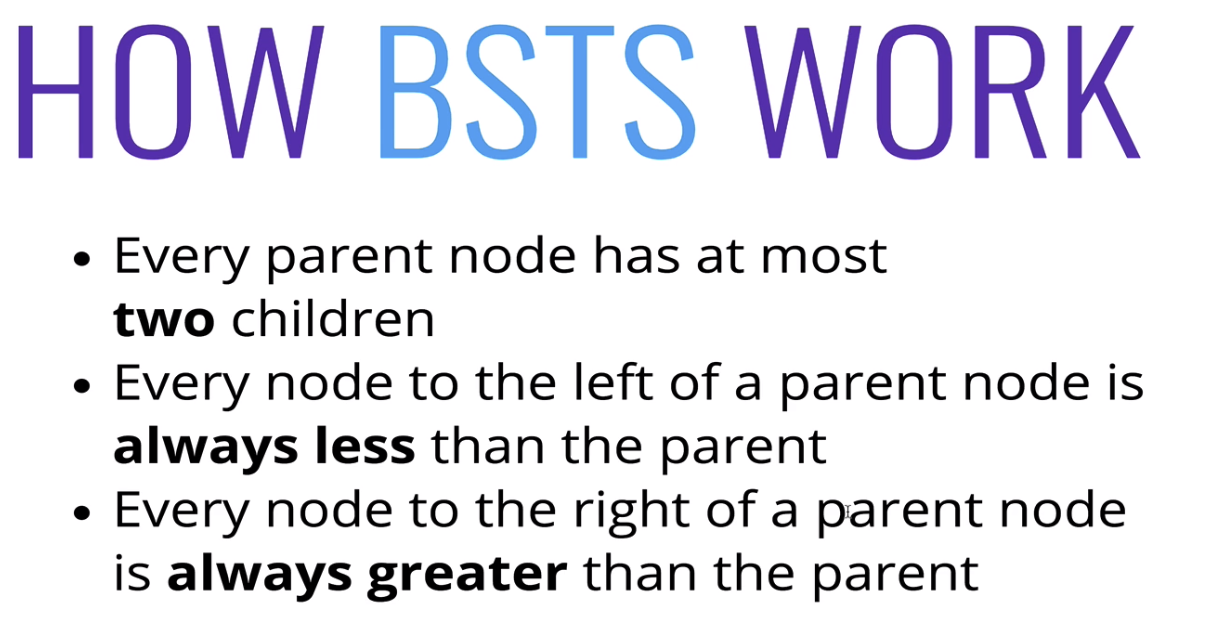 HOW BSTS WORK
• Every parent node has at most
two children
• Every node to the left of a parent node is
always less than the parent
• Every node to the right of a parent node
is always greater than the parent